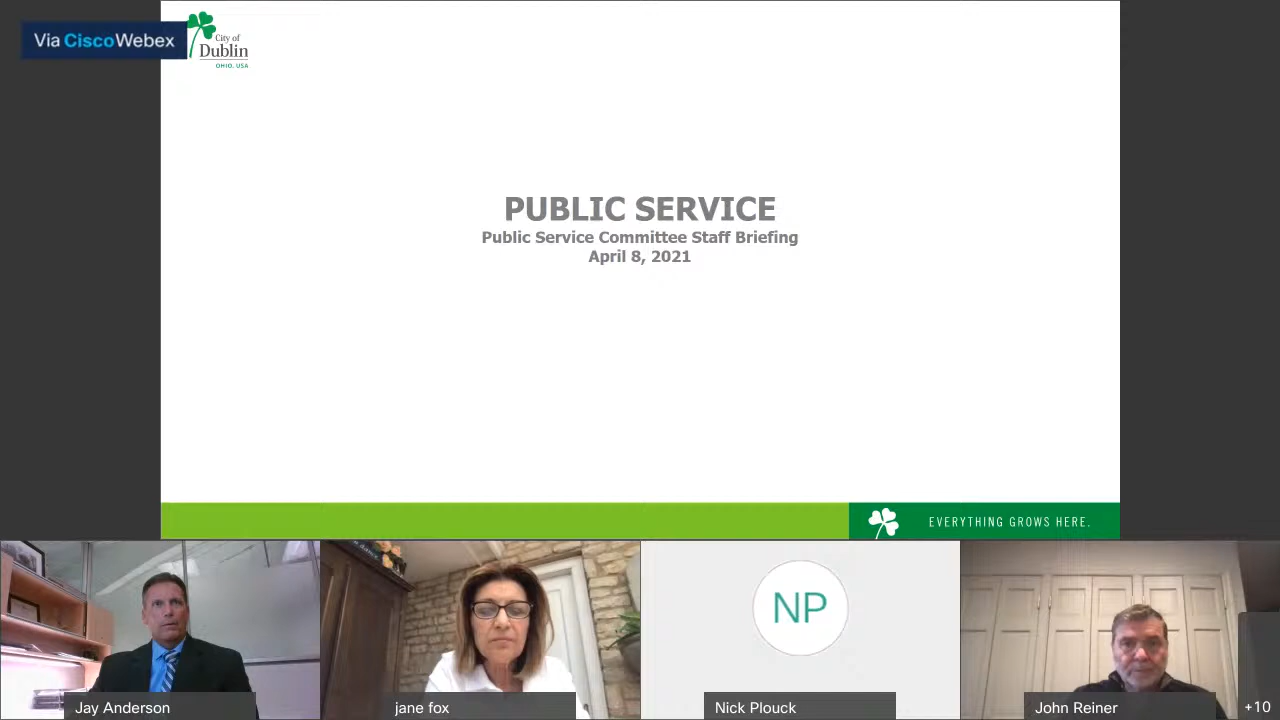 Via CiscoWebex
City of
Dublin
OHIO, USA
PUBLIC SERVICE
Public Service Committee Staff Briefing
April 8, 2021
EVERYTHING GROWS HERE.
NP
Jay Anderson
jane fox
Nick Plouck
John Reiner
+10